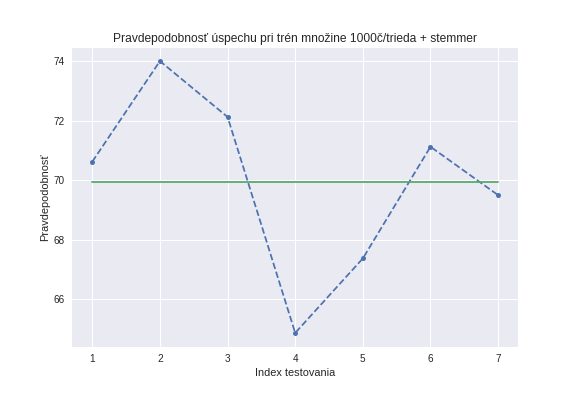 Pravdepodobnosť úspechu pri trén množine 1000č/trieda + stemmer
74
72
70
68
66
Pravdepodobnosť
1 2 3 4 5 6 7
Index testovania